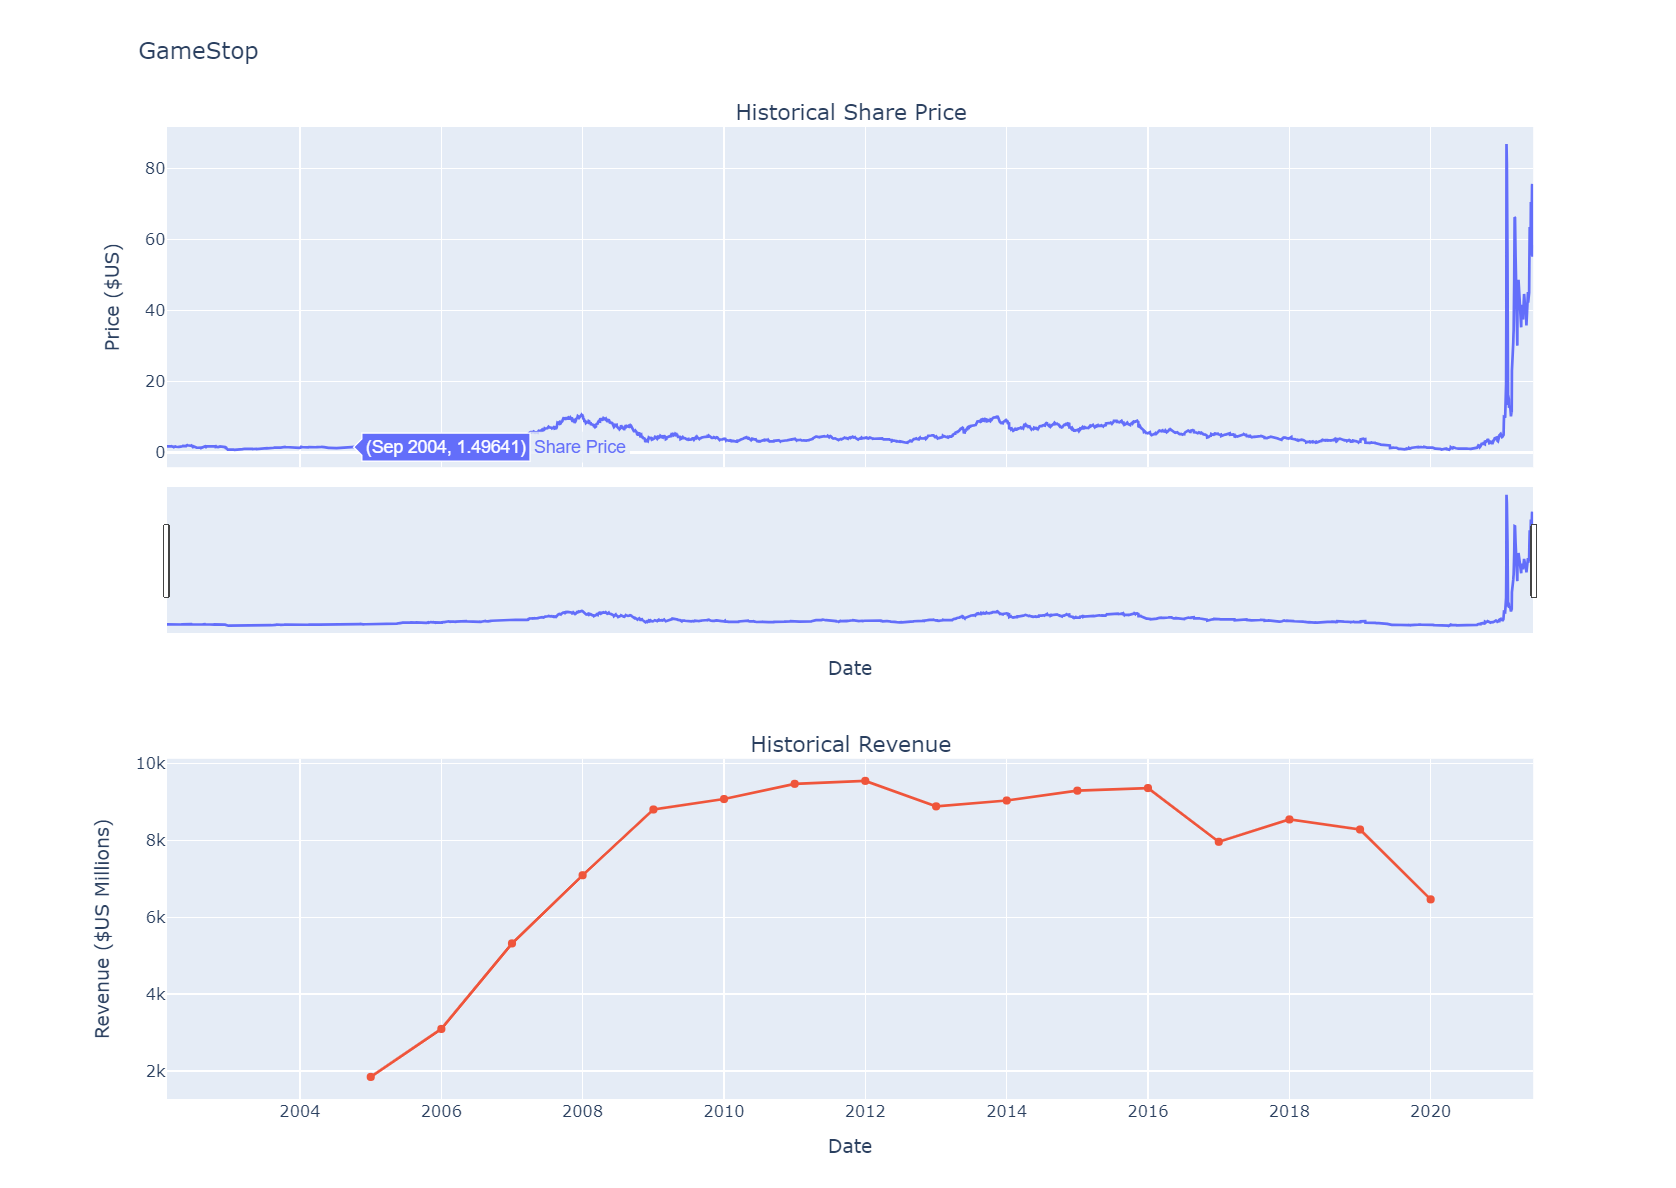 GameStop
Historical Share Price
Price ($US)
80
60
40
20
0
(Sep 2004, 1.49641) Share Price
Date
Historical Revenue
Revenue ($US Millions)
10k
8k
6k
4k
2k
2004 2006 2008 2010 2012 2014 2016 2018 2020
Date